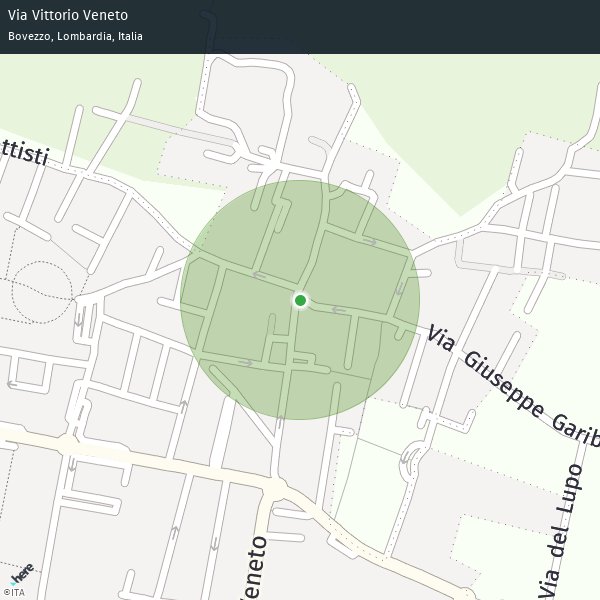 Via Vittorio Veneto
Bovezzo, Lombardia, Italia
ttisti
Via Giuseppe Garib
Via del Lupo
Veneto
here
©ITA